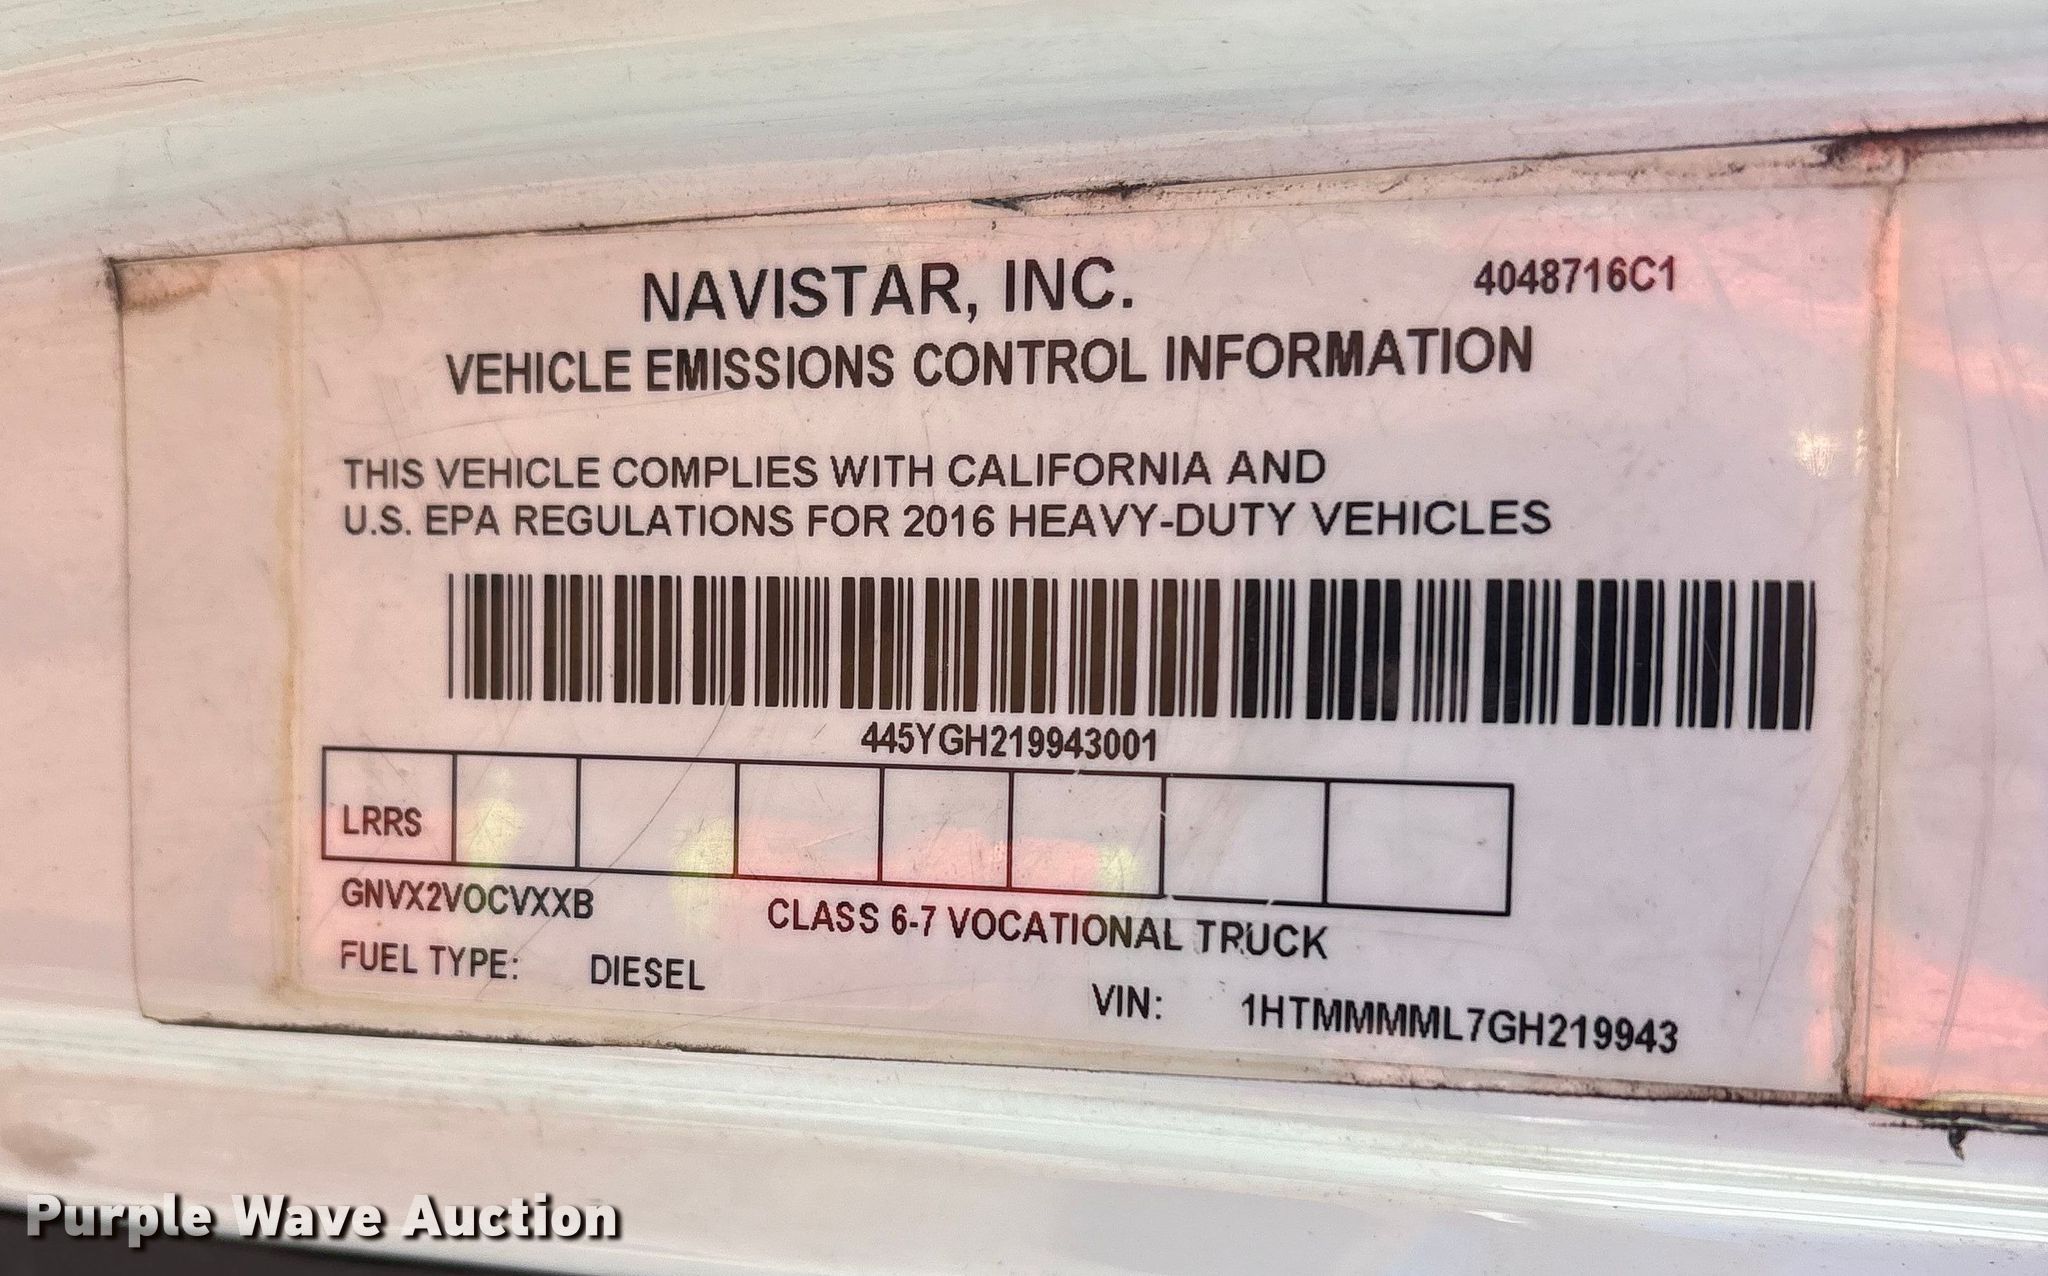 NAVISTAR, INC.
4048716C1
VEHICLE EMISSIONS CONTROL INFORMATION
THIS VEHICLE COMPLIES WITH CALIFORNIA AND
U.S. EPA REGULATIONS FOR 2016 HEAVY-DUTY VEHICLES
445YGH219943001
LRRS
GNVX2VOCVXXB
CLASS 6-7 VOCATIONAL TRUCK
FUEL TYPE: DIESEL
VIN: 1HTMMMML7GH219943
Purple Wave Auction